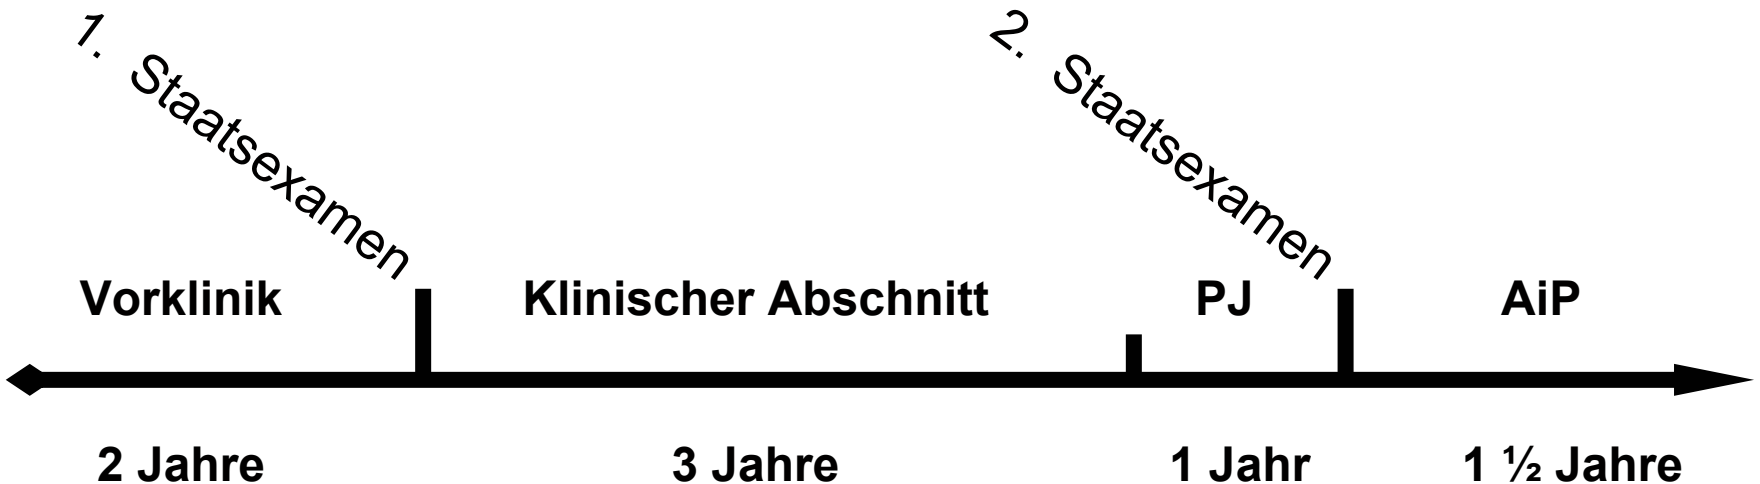 1. Staatsexamen
2. Staatsexamen
Vorklinik
Klinischer Abschnitt
PJ
AiP
2 Jahre
3 Jahre
1 Jahr
1 ½ Jahre